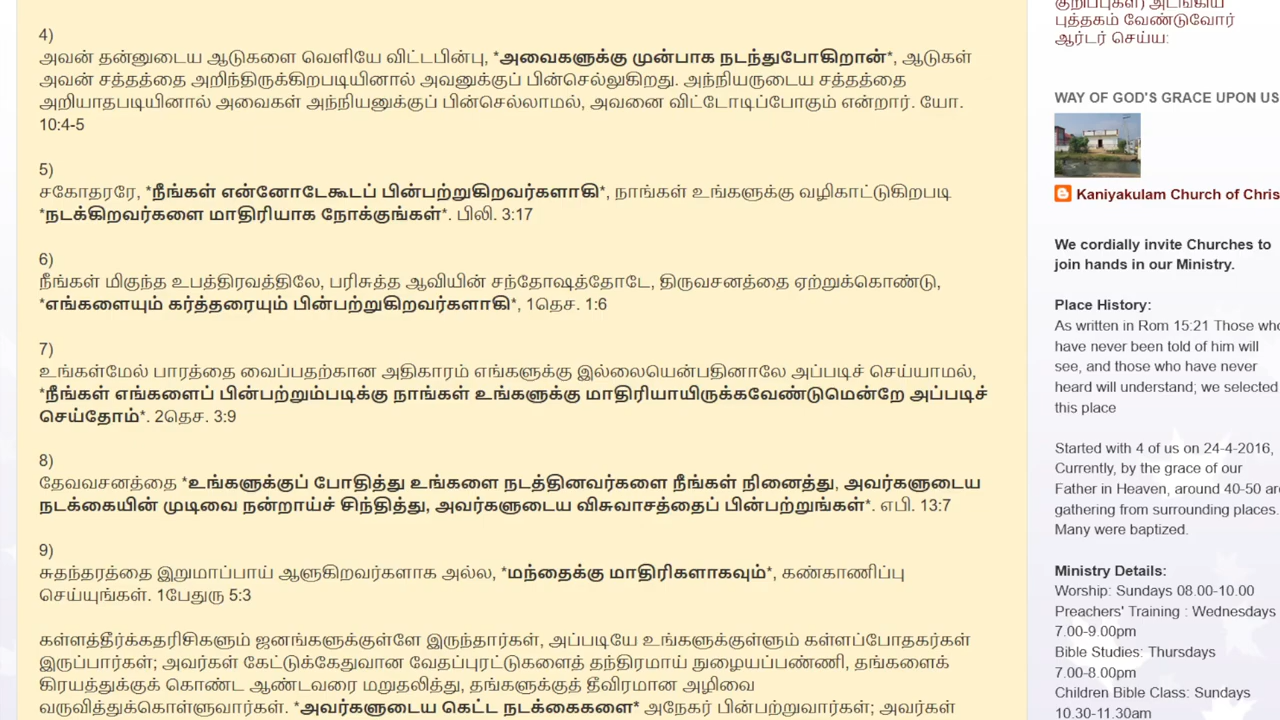 4)
அவன் தன்னுடைய ஆடுகளை வெளியே விட்டபின்பு, *அவைகளுக்கு முன்பாக நடந்துபோகிறான்*, ஆடுகள்
அவன் சத்தத்தை அறிந்திருக்கிறபடியினால் அவனுக்குப் பின்செல்லுகிறது. அந்நியருடைய சத்தத்தை
அறியாதபடியினால் அவைகள் அந்நியனுக்குப் பின்செல்லாமல், அவனை விட்டோடிப்போகும் என்றார். யோ.
10:4-5
5)
சகோதரரே, *நீங்கள் என்னோடேகூடப் பின்பற்றுகிறவர்களாகி*, நாங்கள் உங்களுக்கு வழிகாட்டுகிறபடி
*நடக்கிறவர்களை மாதிரியாக நோக்குங்கள்*. பிலி. 3:17
6)
நீங்கள் மிகுந்த உபத்திரவத்திலே, பரிசுத்த ஆவியின் சந்தோஷத்தோடே, திருவசனத்தை ஏற்றுக்கொண்டு,
*எங்களையும் கர்த்தரையும் பின்பற்றுகிறவர்களாகி*, 1தெச. 1:6
7)
உங்கள்மேல் பாரத்தை வைப்பதற்கான அதிகாரம் எங்களுக்கு இல்லையென்பதினாலே அப்படிச் செய்யாமல்,
*நீங்கள் எங்களைப் பின்பற்றும்படிக்கு நாங்கள் உங்களுக்கு மாதிரியாயிருக்கவேண்டுமென்றே அப்படிச்
செய்தோம்*. 2தெச. 3:9
8)
தேவவசனத்தை *உங்களுக்குப் போதித்து உங்களை நடத்தினவர்களை நீங்கள் நினைத்து, அவர்களுடைய
நடக்கையின் முடிவை நன்றாய்ச் சிந்தித்து, அவர்களுடைய விசுவாசத்தைப் பின்பற்றுங்கள்*. எபி. 13:7
9)
சுதந்தரத்தை இறுமாப்பாய் ஆளுகிறவர்களாக அல்ல, *மந்தைக்கு மாதிரிகளாகவும்*, கண்காணிப்பு
செய்யுங்கள். 1பேதுரு 5:3
கள்ளத்தீர்க்கதரிசிகளும் ஜனங்களுக்குள்ளே இருந்தார்கள், அப்படியே உங்களுக்குள்ளும் கள்ளப்போதகர்கள்
இருப்பார்கள்; அவர்கள் கேட்டுக்கேதுவான வேதப்புரட்டுகளைத் தந்திரமாய் நுழையப்பண்ணி, தங்களைக்
கிரயத்துக்குக் கொண்ட ஆண்டவரை மறுதலித்து, தங்களுக்குத் தீவிரமான அழிவை
வருவித்துக்கொள்ளுவார்கள். *அவர்களுடைய கெட்ட நடக்கைகளை* அநேகர் பின்பற்றுவார்கள்; அவர்கள்
குறிப்புகள்) அடங்கிய
புத்தகம் வேண்டுவோர்
ஆர்டர் செய்ய:
WAY OF GOD'S GRACE UPON US
Kaniyakulam Church of Chris
We cordially invite Churches to
join hands in our Ministry.
Place History:
As written in Rom 15:21 Those who
have never been told of him will
see, and those who have never
heard will understand; we selected
this place
Started with 4 of us on 24-4-2016,
Currently, by the grace of our
Father in Heaven, around 40-50 are
gathering from surrounding places.
Many were baptized.
Ministry Details:
Worship: Sundays 08.00-10.00
Preachers' Training : Wednesdays
7.00-9.00pm
Bible Studies: Thursdays
7.00-8.00pm
Children Bible Class: Sundays
10.30-11.30am